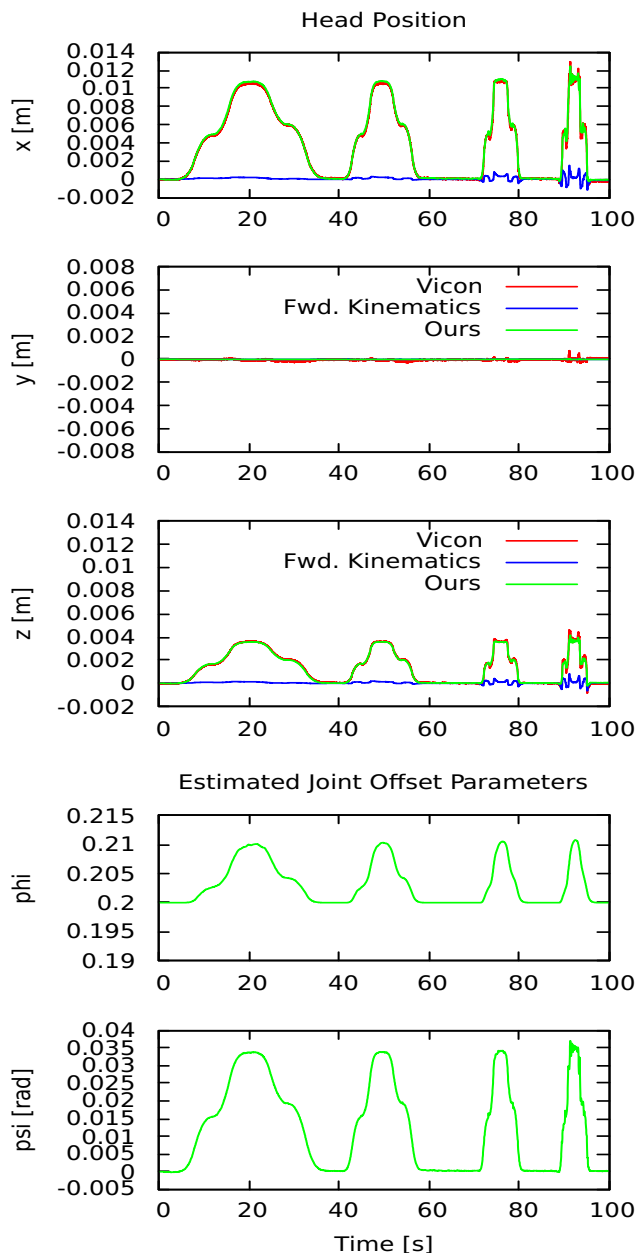 Head Position
0.014
0.012
0.01
0.008
0.006
0.004
0.002
0
-0.002
x [m]
0 20 40 60 80 100
0.008
0.006
0.004
0.002
0
-0.002
-0.004
-0.006
-0.008
y [m]
Vicon
Fwd. Kinematics
Ours
0 20 40 60 80 100
0.014
0.012
0.01
0.008
0.006
0.004
0.002
0
-0.002
z [m]
Vicon
Fwd. Kinematics
Ours
0 20 40 60 80 100
Estimated Joint Offset Parameters
0.215
0.21
0.205
0.2
0.195
0.19
phi
0 20 40 60 80 100
0.04
0.035
0.03
0.025
0.02
0.015
0.01
0.005
0
-0.005
psi [rad]
0 20 40 60 80 100
Time [s]